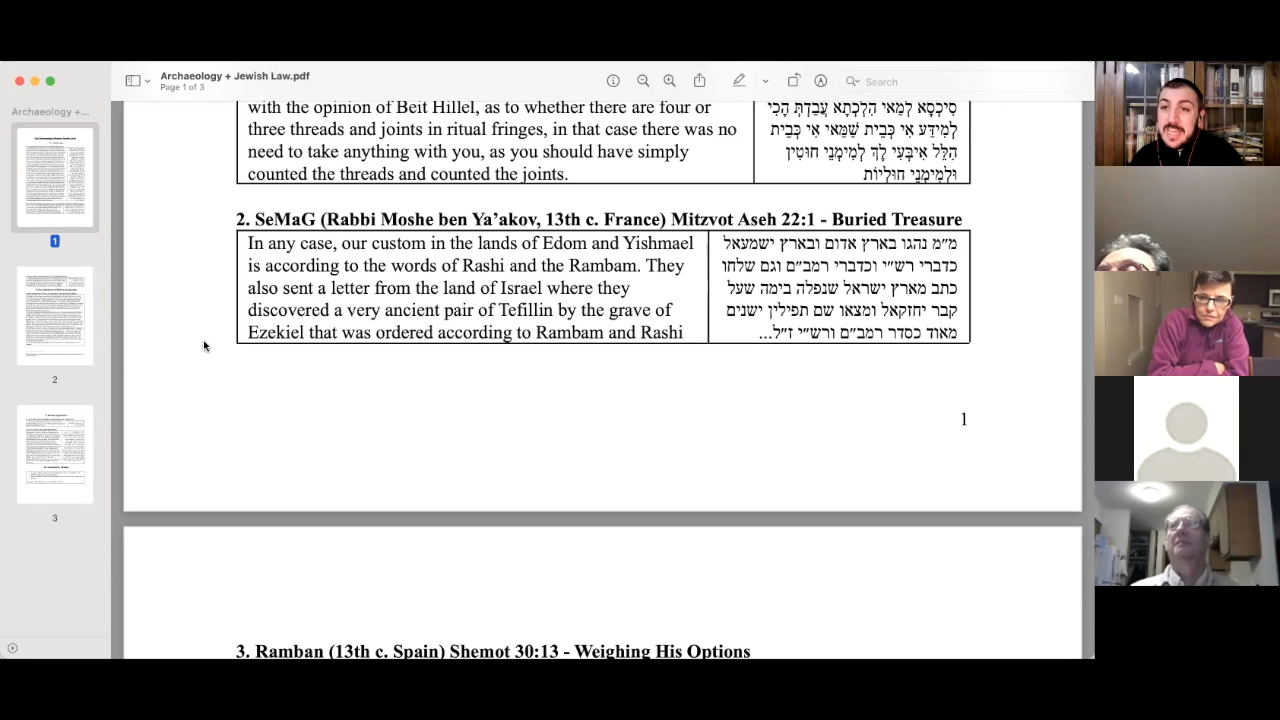 Archaeology + Jewish Law.pdf
Page 1 of 3
Search
Archaeology +...
1
2
3
with the opinion of Beit Hillel, as to whether there are four or
three threads and joints in ritual fringes, in that case there was no
need to take anything with you, as you should have simply
counted the threads and counted the joints.
סִיכְסָא לְמַאי הִלְכְתָא עֲבַדְתְּ הָכִי
לְמִידַּע אִי כְּבֵית שַׁמַּאי אִי כְּבֵית
הִלֵּל אִיבְּעִי לָךְ לְמִימְנֵי חוּטִין
וּלְמִימְנֵי חוּלְיוֹת
2. SeMaG (Rabbi Moshe ben Ya’akov, 13th c. France) Mitzvot Aseh 22:1 - Buried Treasure
In any case, our custom in the lands of Edom and Yishmael
is according to the words of Rashi and the Rambam. They
also sent a letter from the land of Israel where they
discovered a very ancient pair of Tefillin by the grave of
Ezekiel that was ordered according to Rambam and Rashi
מ״מ נהגו בארץ אדום ובארץ ישמעאל
כדברי רש״י וכדברי רמב״ם וגם שלחו
כתב מארץ ישראל שנפלה בימה שעל
קבר יחזקאל ומצאו שם תפילין ישנים
מאוד כסדר רמב״ם ורש״י ז״ל...
1
3. Ramban (13th c. Spain) Shemot 30:13 - Weighing His Options